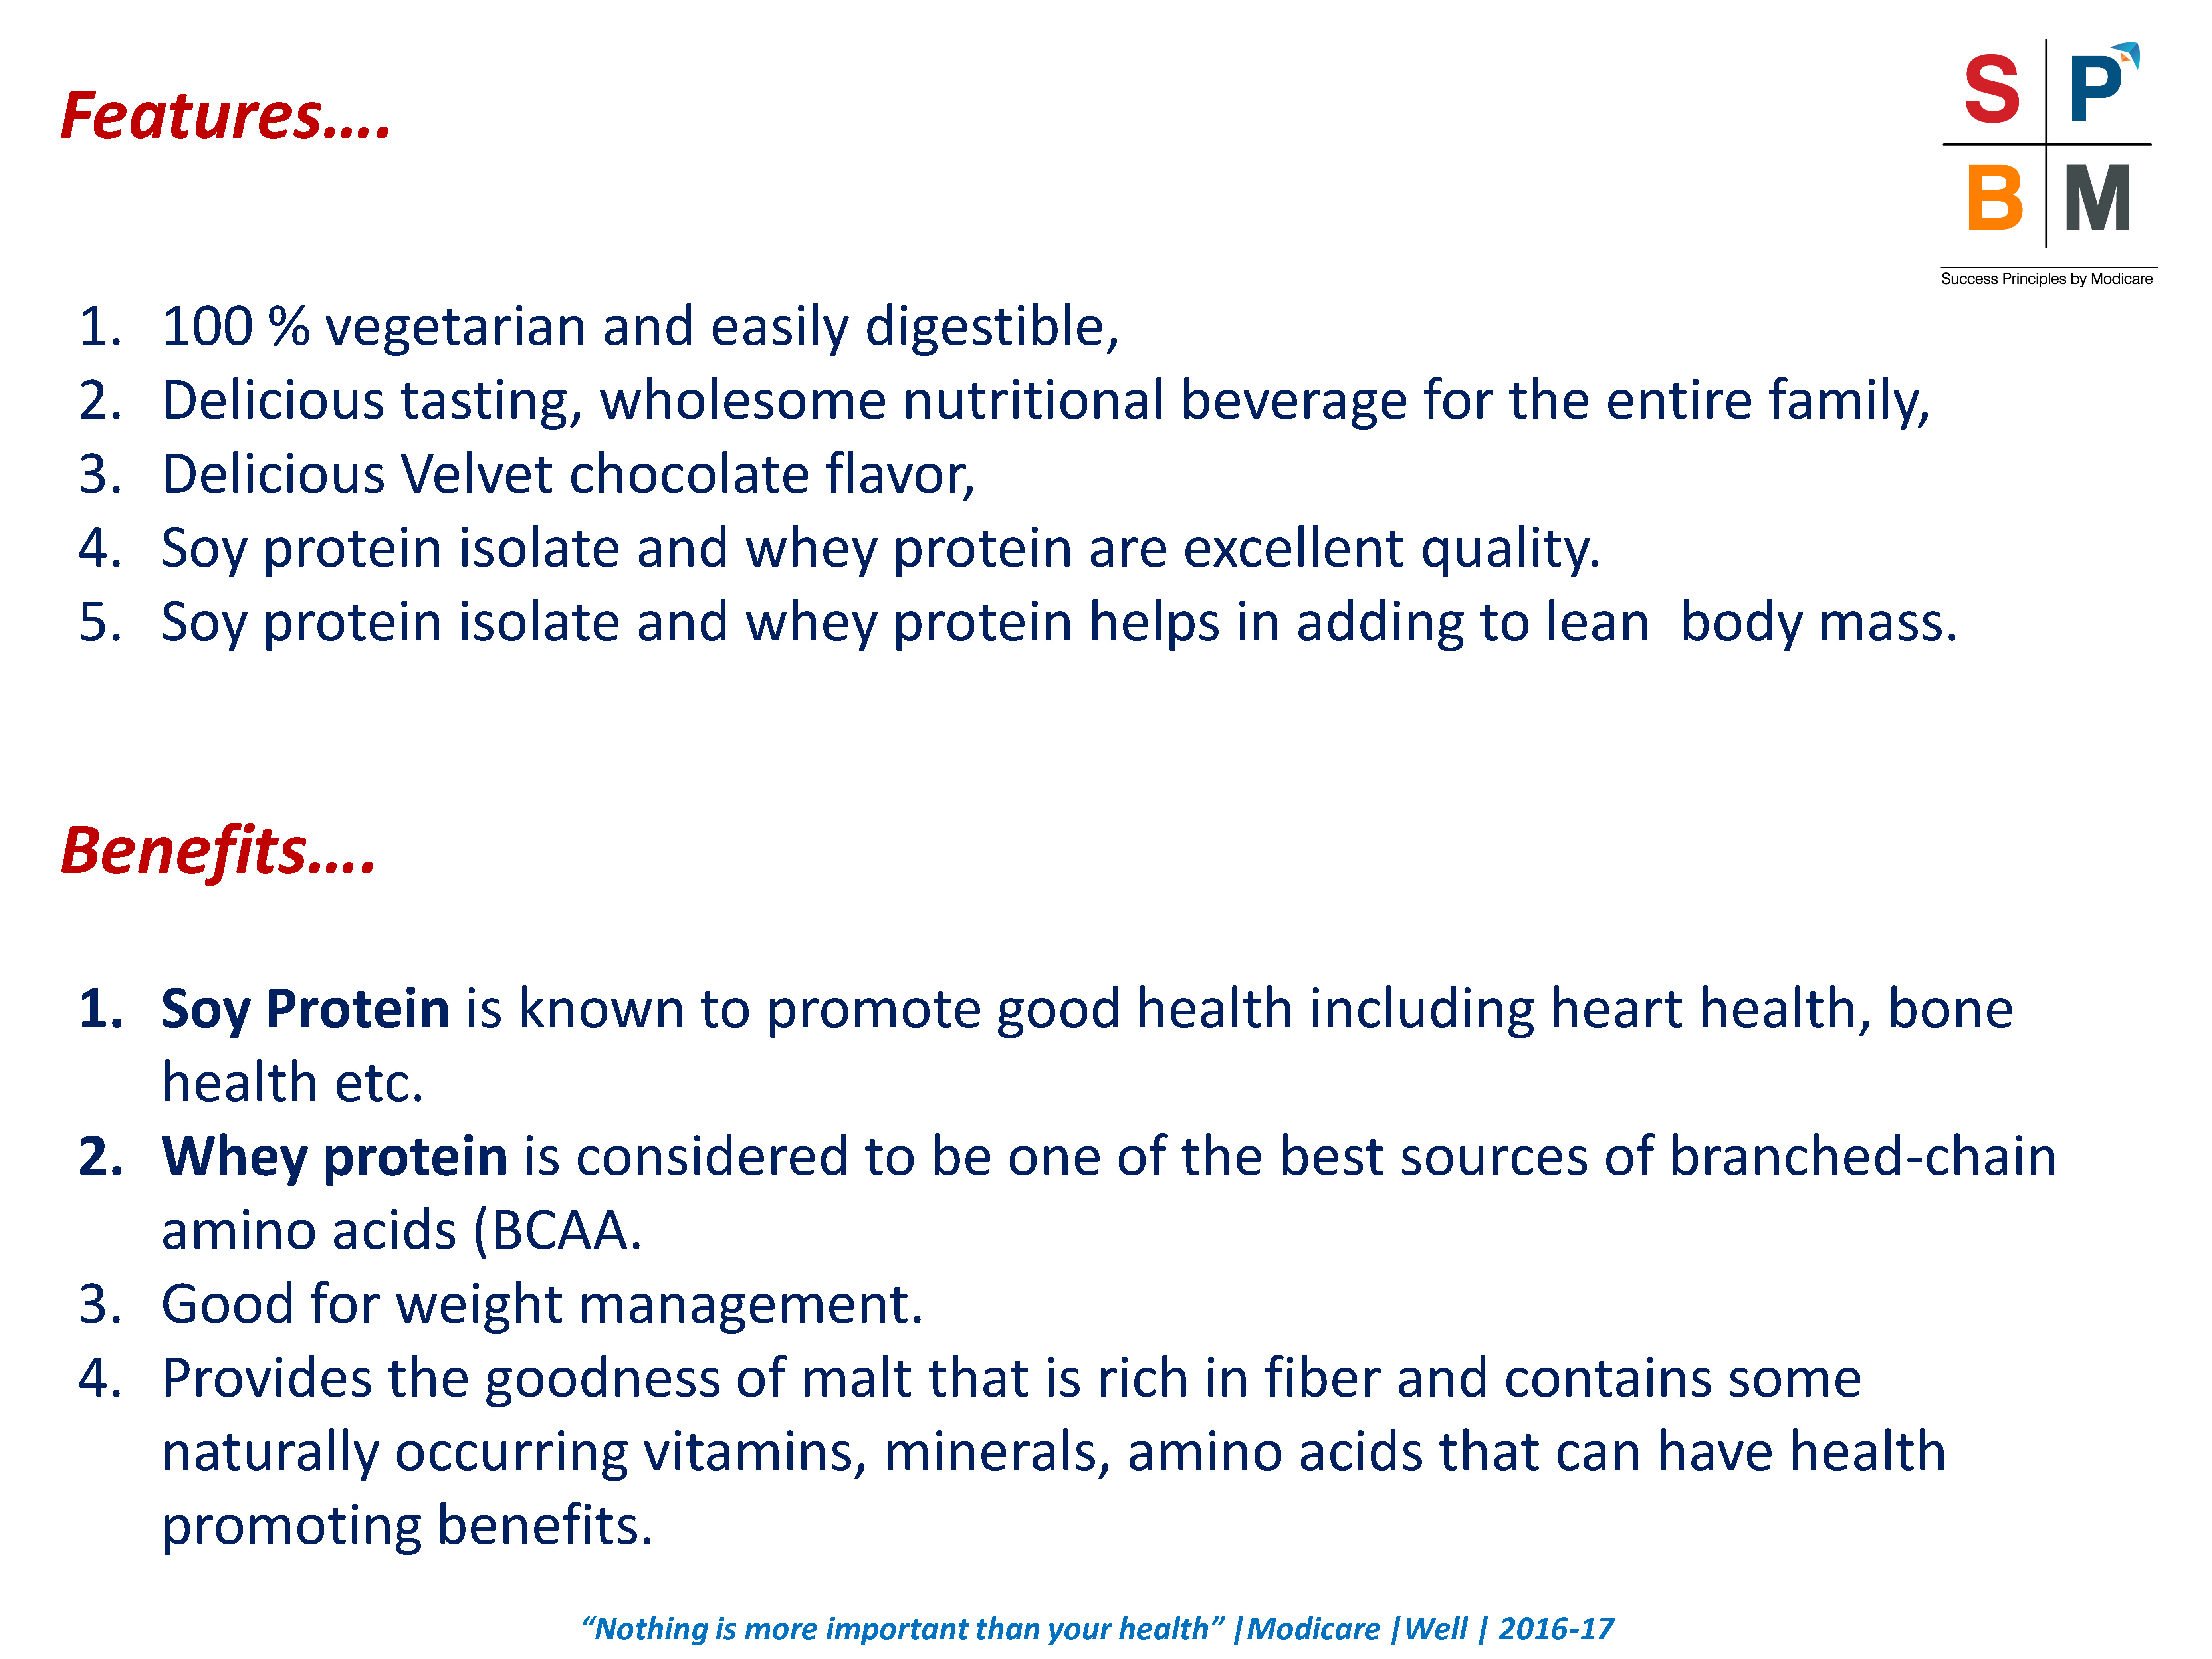 Features….
S P
B M
Success Principles by Modicare
1. 100 % vegetarian and easily digestible,
2. Delicious tasting, wholesome nutritional beverage for the entire family,
3. Delicious Velvet chocolate flavor,
4. Soy protein isolate and whey protein are excellent quality.
5. Soy protein isolate and whey protein helps in adding to lean  body mass.
Benefits….
1. Soy Protein is known to promote good health including heart health, bone
health etc.
2. Whey protein is considered to be one of the best sources of branched-chain
amino acids (BCAA.
3. Good for weight management.
4. Provides the goodness of malt that is rich in fiber and contains some
naturally occurring vitamins, minerals, amino acids that can have health
promoting benefits.
“Nothing is more important than your health” |Modicare |Well | 2016-17